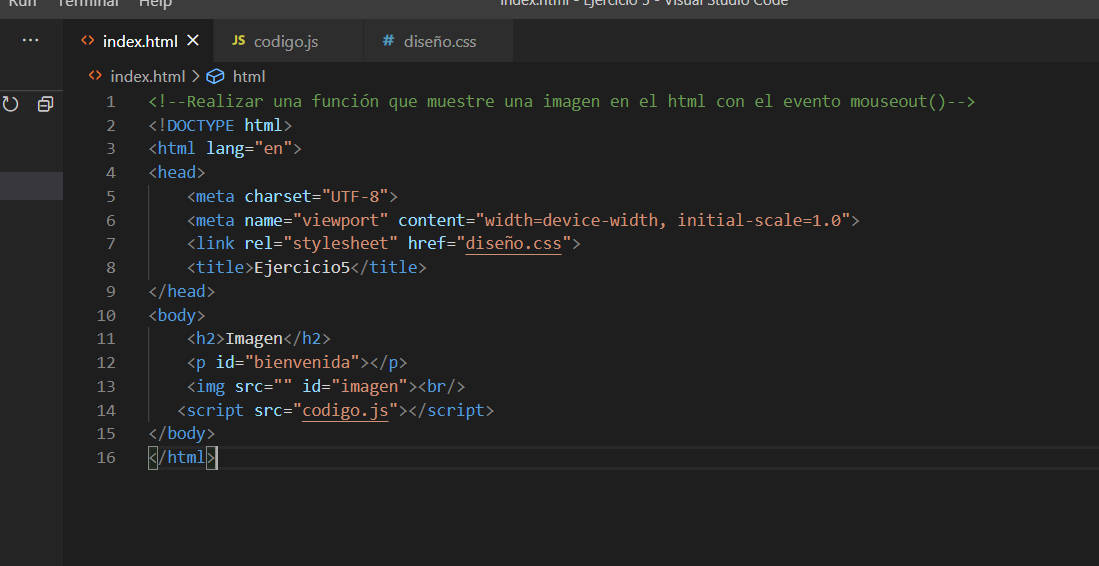 Run Terminal Help index.html - Ejercicio 5 - Visual Studio Code
··· <> index.html × JS codigo.js # diseño.css
<> index.html > html
1 <!--Realizar una función que muestre una imagen en el html con el evento mouseout()-->
2 <!DOCTYPE html>
3 <html lang="en">
4 <head>
5 <meta charset="UTF-8">
6 <meta name="viewport" content="width=device-width, initial-scale=1.0">
7 <link rel="stylesheet" href="diseño.css">
8 <title>Ejercicio5</title>
9 </head>
10 <body>
11 <h2>Imagen</h2>
12 <p id="bienvenida"></p>
13 <img src="" id="imagen"><br/>
14 <script src="codigo.js"></script>
15 </body>
16 </html>